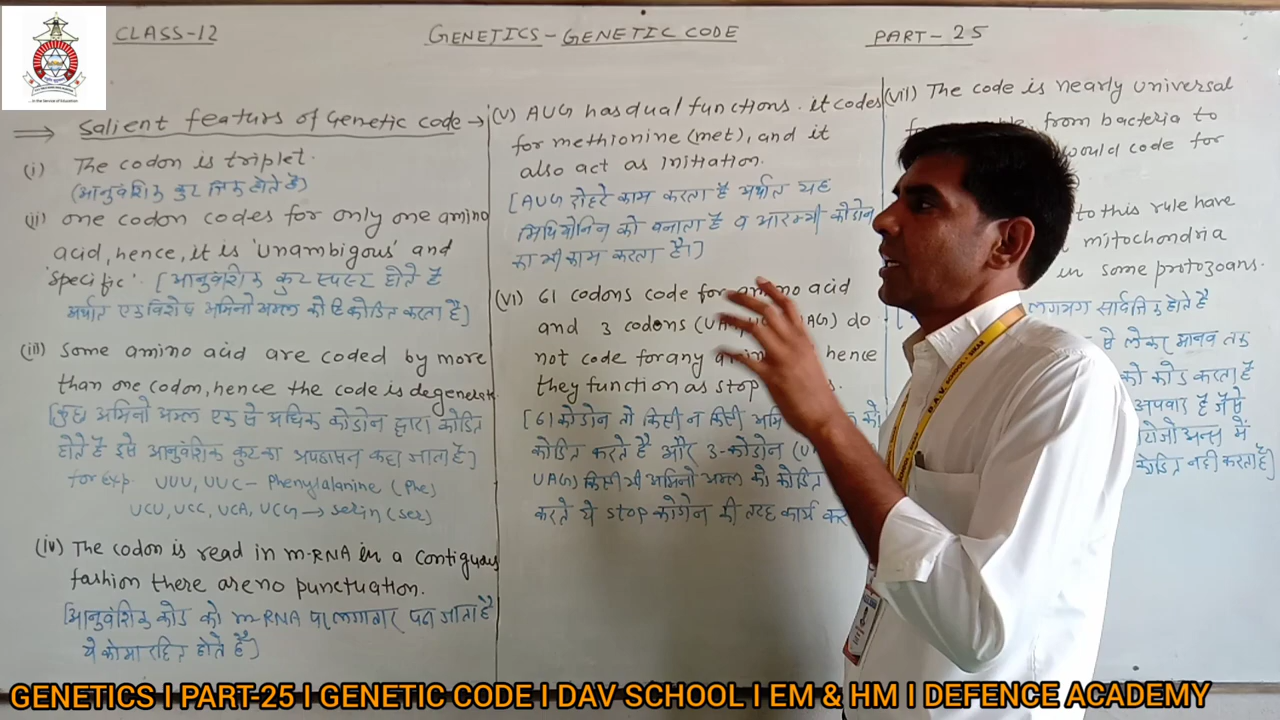 CLASS-12
GENETICS - GENETIC CODE
PART - 25
⇒ Salient featurs of Genetic code →
(i) The codon is triplet.
(आनुवंशिक कुट त्रिक होते है)
(ii) one codon codes for only one amino
acid, hence, it is 'unambigous' and
'specific'. [आनुवंशिक कुट स्पस्ट होते है
अर्थात एक विशेष अमिनो अम्ल को हि कोडित करता है]
(iii) Some amino acid are coded by more
than one codon, hence the code is degenerate
[कुछ अमिनो अम्ल एक से अधिक कोडोन द्वारा कोडित
होते है इसे आनुवंशिक कुट का अपहासन कहा जाता है]
for exp. UUU, UUC - Phenylalanine (Phe)
UCU, UCC, UCA, UCG → serin (ser)
(iv) The codon is read in m-RNA in a contiguous
fashion there are no punctuation.
[आनुवंशिक कोड को m-RNA पर लगातार पढा जाता है
ये कोमा रहित होते है]
(v) AUG has dual functions. it codes
for methionine (met), and it
also act as initiation.
[AUG दोहरे काम करता है अर्थात यह
मिथियोनिन को बनाता है व प्रारम्भी कोडोन
का भी काम करता है।]
(vi) 61 codons code for amino acid
and 3 codons (UAG) do
not code for any hence
they function as stop
[61 कोडोन तो किसी न किसी को
कोडित करते है और 3-कोडोन
UAG) किसी भी अमिनो अम्ल को कोडित
करते ये stop कोडोन की तरह कार्य
(vii) The code is nearly universal
from bacteria to
would code for
to this rule have
mitochondria
in some protozoans.
लगभग सार्वत्रिक होते है
से लेकर मानव तक
को कोड करता है
अपवाद है जैसे
में
कोडित नही करता है]
D.A.V. SCHOOL, SIKAR
GENETICS I PART-25 I GENETIC CODE I DAV SCHOOL I EM & HM I DEFENCE ACADEMY